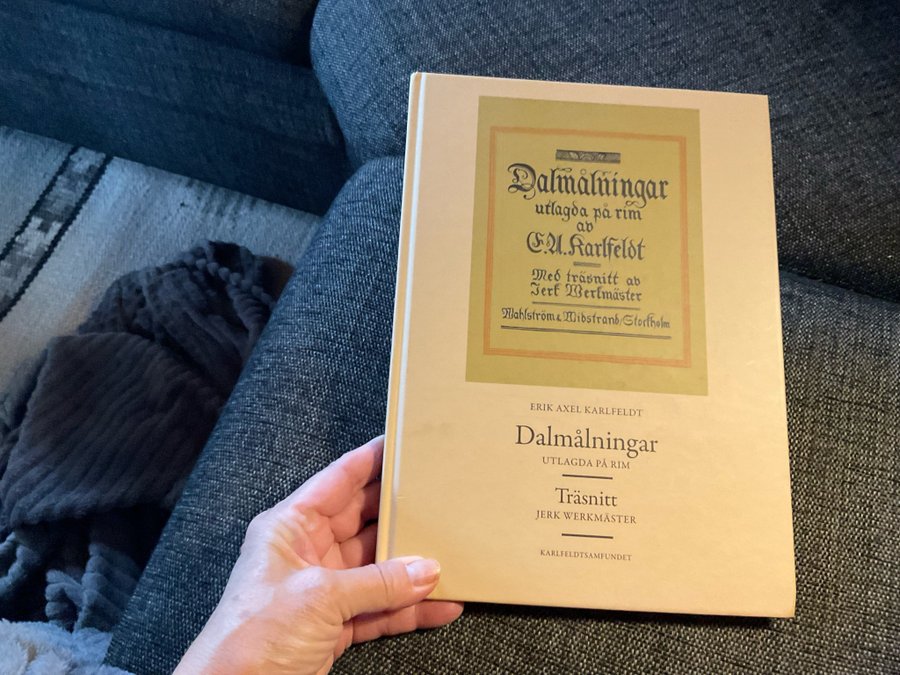 Dalmålningar
utlagda på rim
av
E.A. Karlfeldt
Med träsnitt av
Jerk Werkmäster
Wahlström & Widstrand/Stockholm
ERIK AXEL KARLFELDT
Dalmålningar
UTLAGDA PÅ RIM
Träsnitt
JERK WERKMÄSTER
KARLFELDTSAMFUNDET